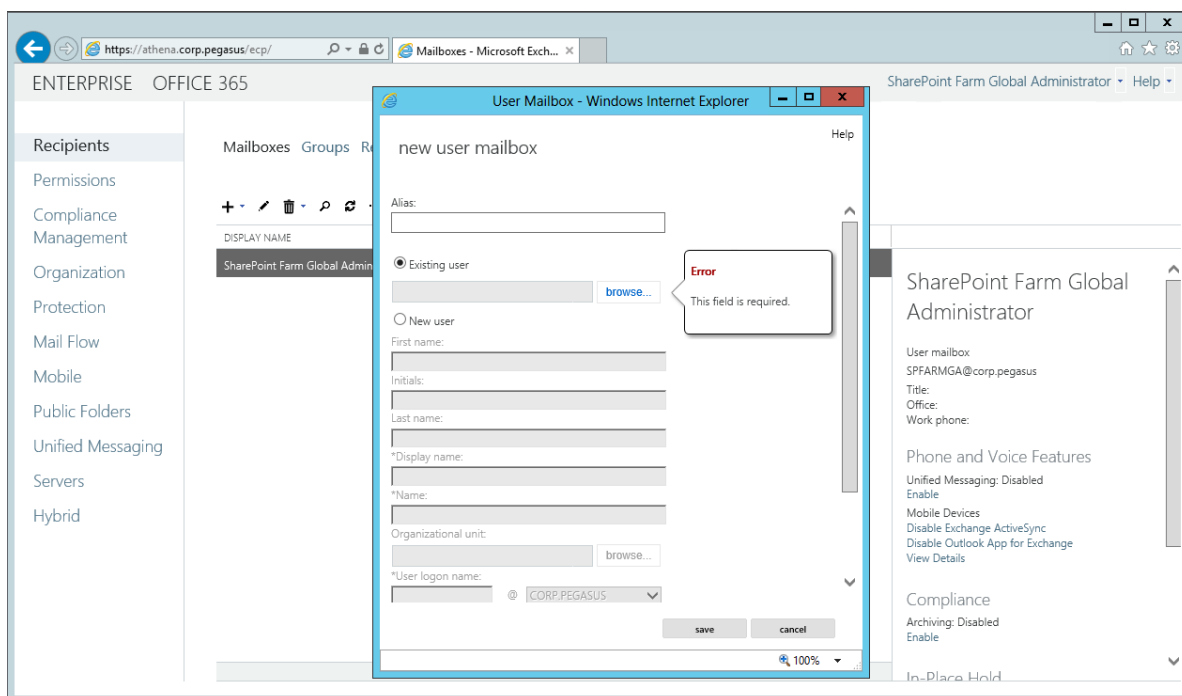 https://athena.corp.pegasus/ecp/
Mailboxes - Microsoft Exch...
ENTERPRISE OFFICE 365
SharePoint Farm Global Administrator Help
Recipients
Permissions
Compliance
Management
Organization
Protection
Mail Flow
Mobile
Public Folders
Unified Messaging
Servers
Hybrid
Mailboxes Groups
DISPLAY NAME
SharePoint Farm Global Admin
User Mailbox - Windows Internet Explorer
Help
new user mailbox
Alias:
Existing user
browse...
Error
This field is required.
New user
First name:
Initials:
Last name:
*Display name:
*Name:
Organizational unit:
browse...
*User logon name:
@ CORP.PEGASUS
save cancel
100%
SharePoint Farm Global
Administrator
User mailbox
SPFARMGA@corp.pegasus
Title:
Office:
Work phone:
Phone and Voice Features
Unified Messaging: Disabled
Enable
Mobile Devices
Disable Exchange ActiveSync
Disable Outlook App for Exchange
View Details
Compliance
Archiving: Disabled
Enable
In-Place Hold